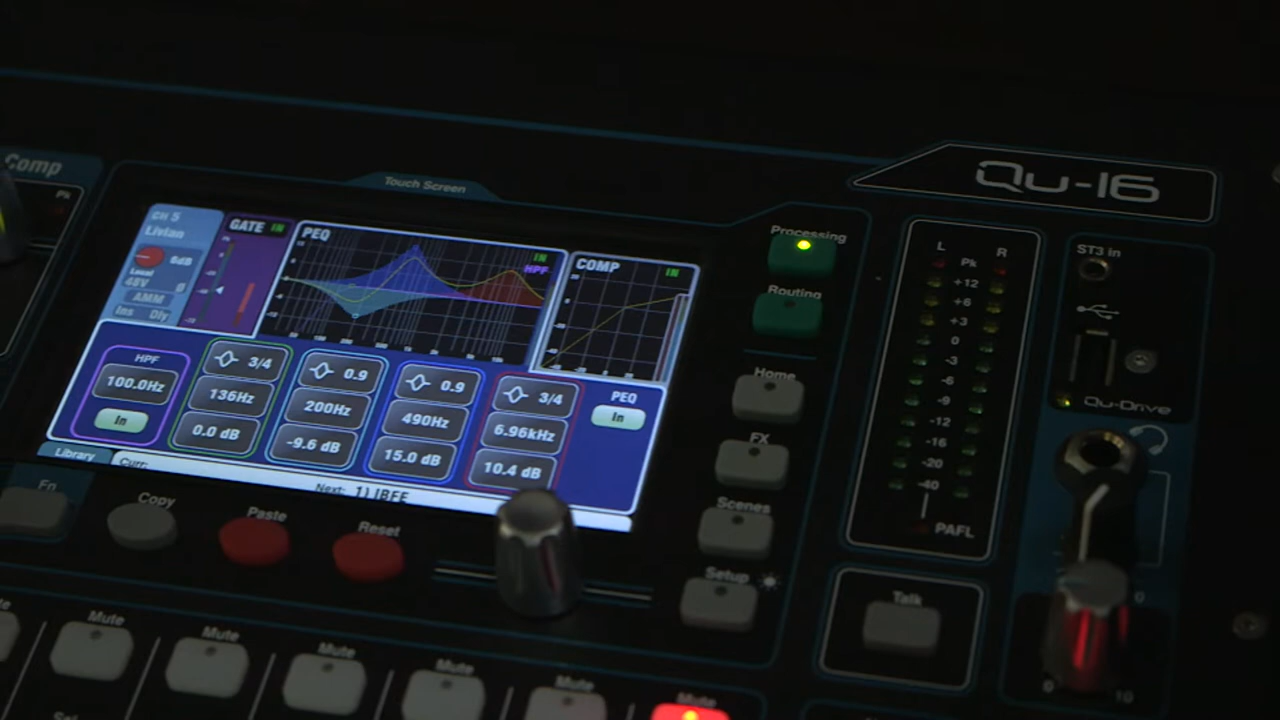 Qu-16
Comp
Pk
Touch Screen
CH 5
Livian
6dB
Local
48V
AMM
Ins Dly
GATE IN
PEQ
IN
HPF
COMP
IN
HPF
100.0Hz
In
3/4
136Hz
0.0 dB
0.9
200Hz
-9.6 dB
0.9
490Hz
15.0 dB
3/4
6.96kHz
10.4 dB
PEQ
In
Library
Curr:
Next: 1) IBFE
Processing
Routing
Home
FX
Scenes
Setup
L
R
Pk
+12
+6
+3
0
-3
-6
-9
-12
-16
-20
-40
PAFL
ST3 in
Qu-Drive
Talk
0
0
10
Fn
Copy
Paste
Reset
Mute
Mute
Mute
Mute
Mute
Mute
Sel